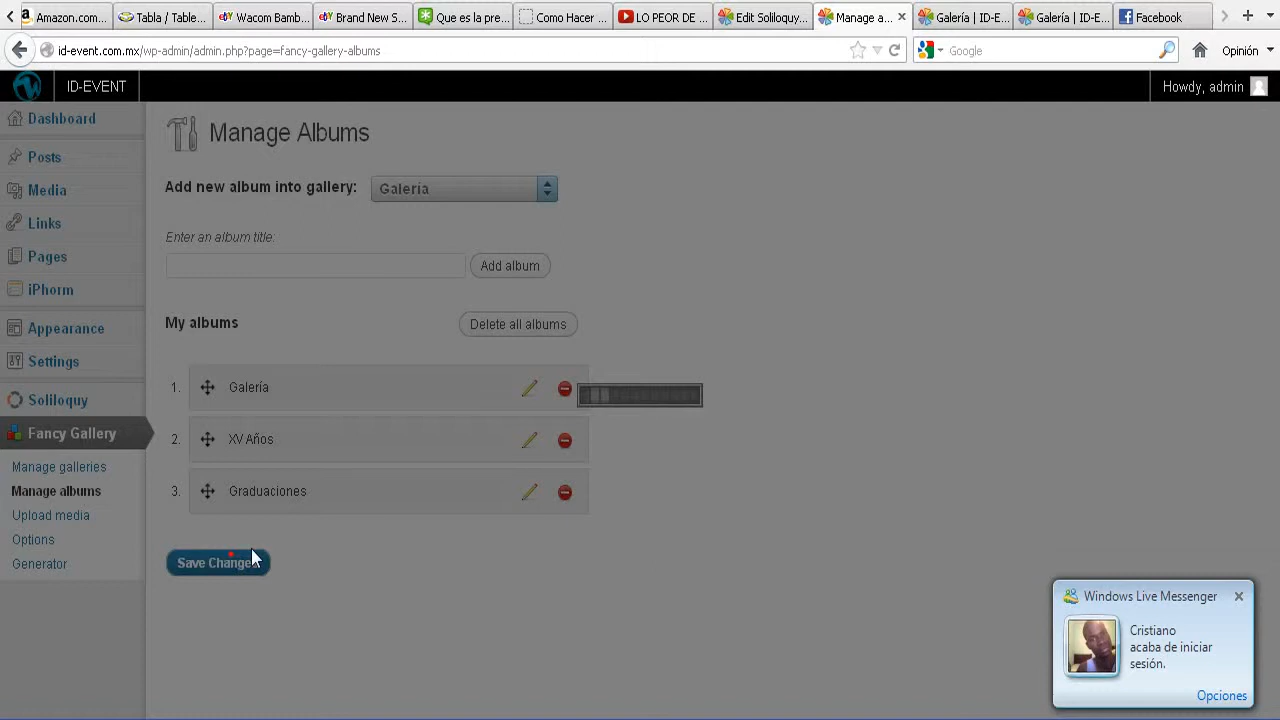 Amazon.com...
Tabla / Table...
Wacom Bamb...
Brand New S...
Que es la pre...
Como Hacer ...
LO PEOR DE
Edit Soliloquy
Manage a
Galería | ID-E...
Galería | ID-E...
Facebook
id-event.com.mx/wp-admin/admin.php?page=fancy-gallery-albums
Google
Opinión
ID-EVENT
Howdy, admin
Dashboard
Posts
Media
Links
Pages
iPhorm
Appearance
Settings
Soliloquy
Fancy Gallery
Manage galleries
Manage albums
Upload media
Options
Generator
Manage Albums
Add new album into gallery:
Galería
Enter an album title:
Add album
My albums
Delete all albums
1. Galería
2. XV Años
3. Graduaciones
Save Changes
Windows Live Messenger
Cristiano
acaba de iniciar
sesión.
Opciones